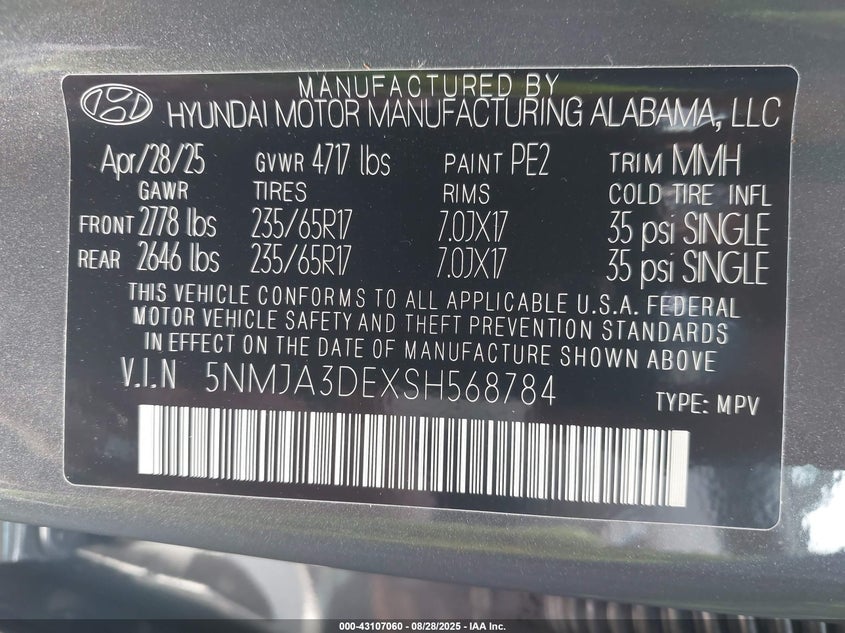 MANUFACTURED BY
HYUNDAI MOTOR MANUFACTURING ALABAMA, LLC
Apr/28/25 GVWR 4717 lbs PAINT PE2 TRIM MMH
GAWR TIRES RIMS COLD TIRE INFL
FRONT 2778 lbs 235/65R17 7.0JX17 35 psi SINGLE
REAR 2646 lbs 235/65R17 7.0JX17 35 psi SINGLE
THIS VEHICLE CONFORMS TO ALL APPLICABLE U.S.A. FEDERAL
MOTOR VEHICLE SAFETY AND THEFT PREVENTION STANDARDS
IN EFFECT ON THE DATE OF MANUFACTURE SHOWN ABOVE
V.I.N 5NMJA3DEXSH568784
TYPE: MPV
000-43107060 — 08/28/2025 - IAA Inc.